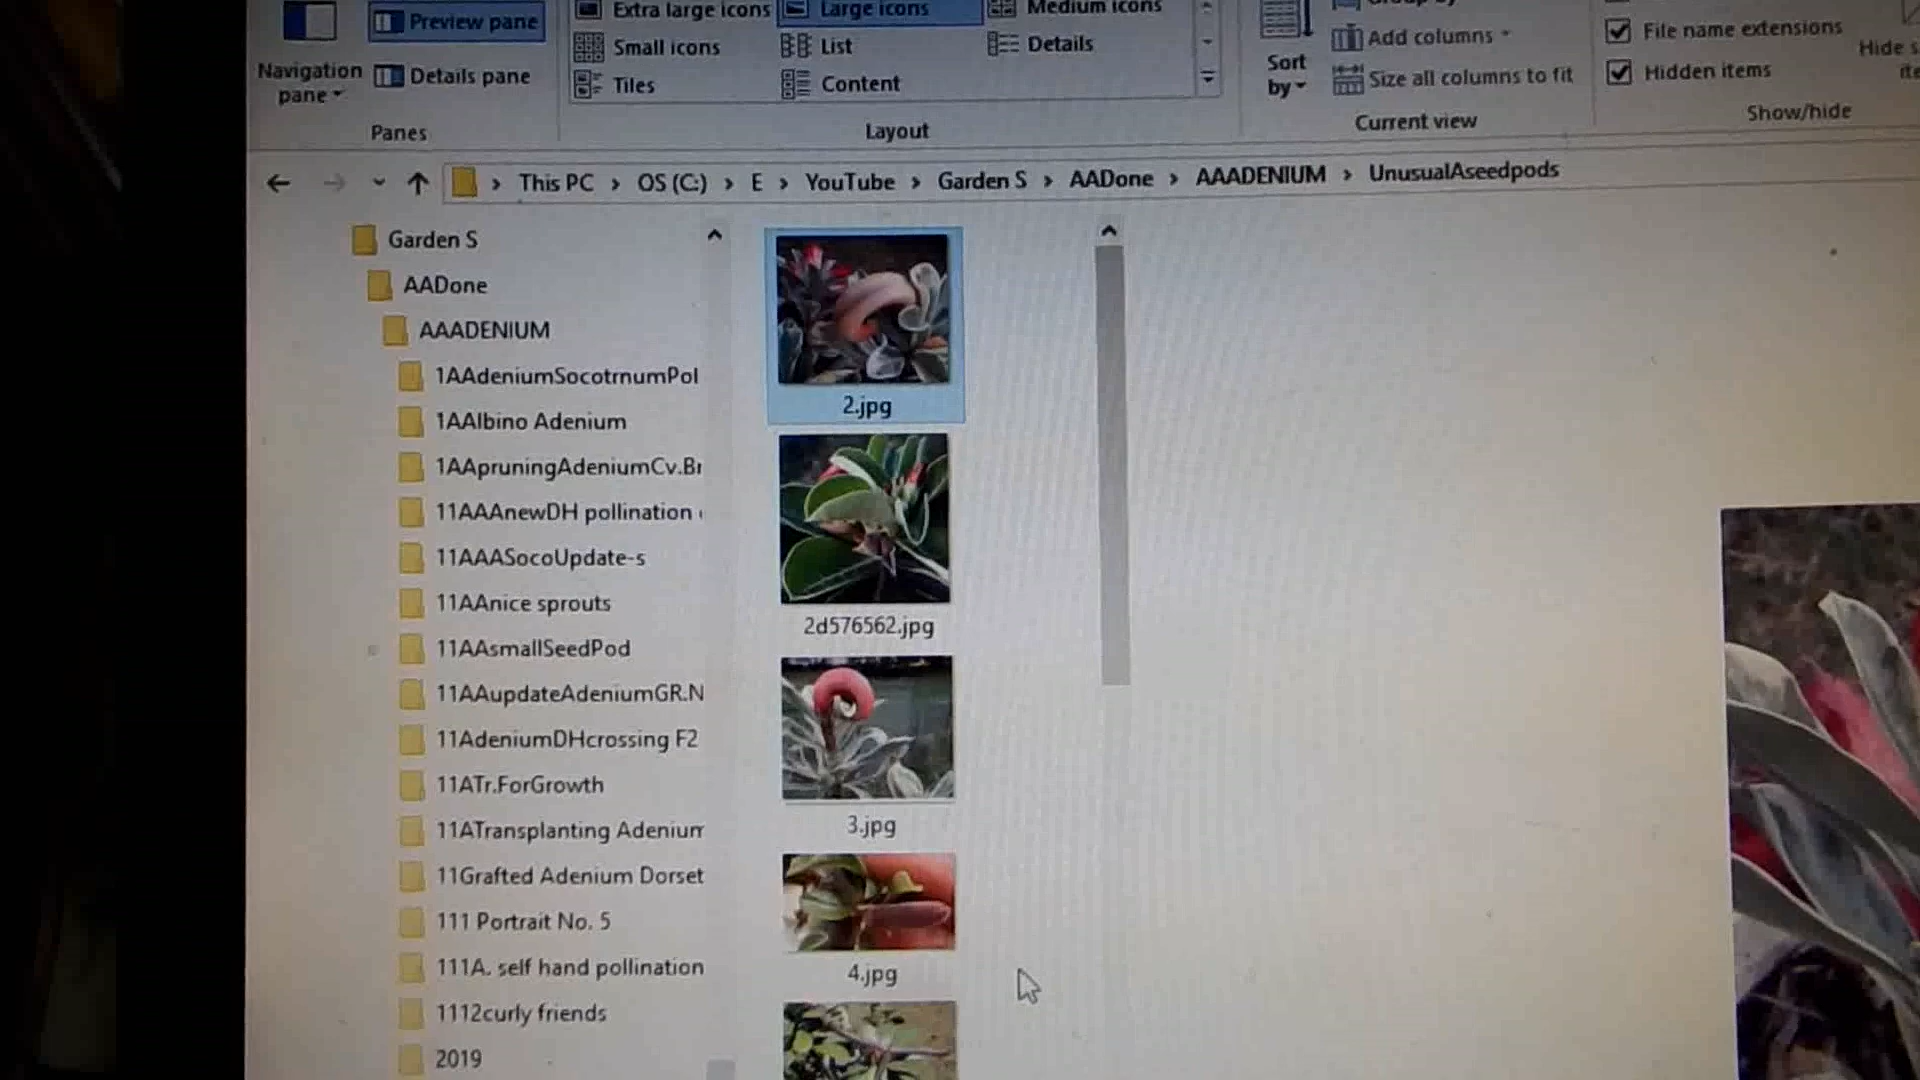 Preview pane
Extra large icons
Large icons
Medium icons
Small icons
List
Details
Add columns
File name extensions
Hide s
Navigation pane
Details pane
Tiles
Content
Sort by
Size all columns to fit
Hidden items
Panes
Layout
Current view
Show/hide
This PC > OS (C:) > E > YouTube > Garden S > AADone > AAADENIUM > UnusualAseedpods
Garden S
AADone
AAADENIUM
1AAdeniumSocotrnumPol
1AAlbino Adenium
1AApruningAdeniumCv.Br
11AAAnewDH pollination
11AAASocoUpdate-s
11AAnice sprouts
11AAsmallSeedPod
11AAupdateAdeniumGR.N
11AdeniumDHcrossing F2
11ATr.ForGrowth
11ATransplanting Adenium
11Grafted Adenium Dorset
111 Portrait No. 5
111A. self hand pollination
1112curly friends
2019
2.jpg
2d576562.jpg
3.jpg
4.jpg